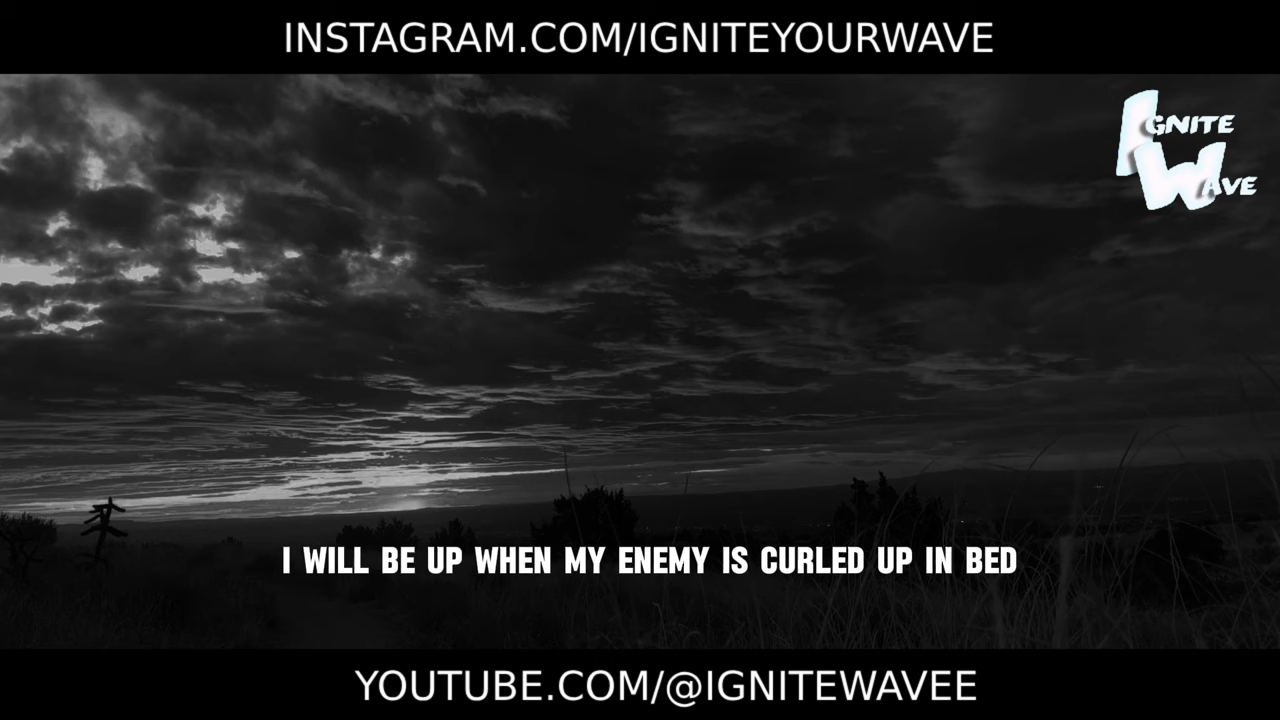 INSTAGRAM.COM/IGNITEYOURWAVE
IGNITE
WAVE
I WILL BE UP WHEN MY ENEMY IS CURLED UP IN BED
YOUTUBE.COM/@IGNITEWAVEE